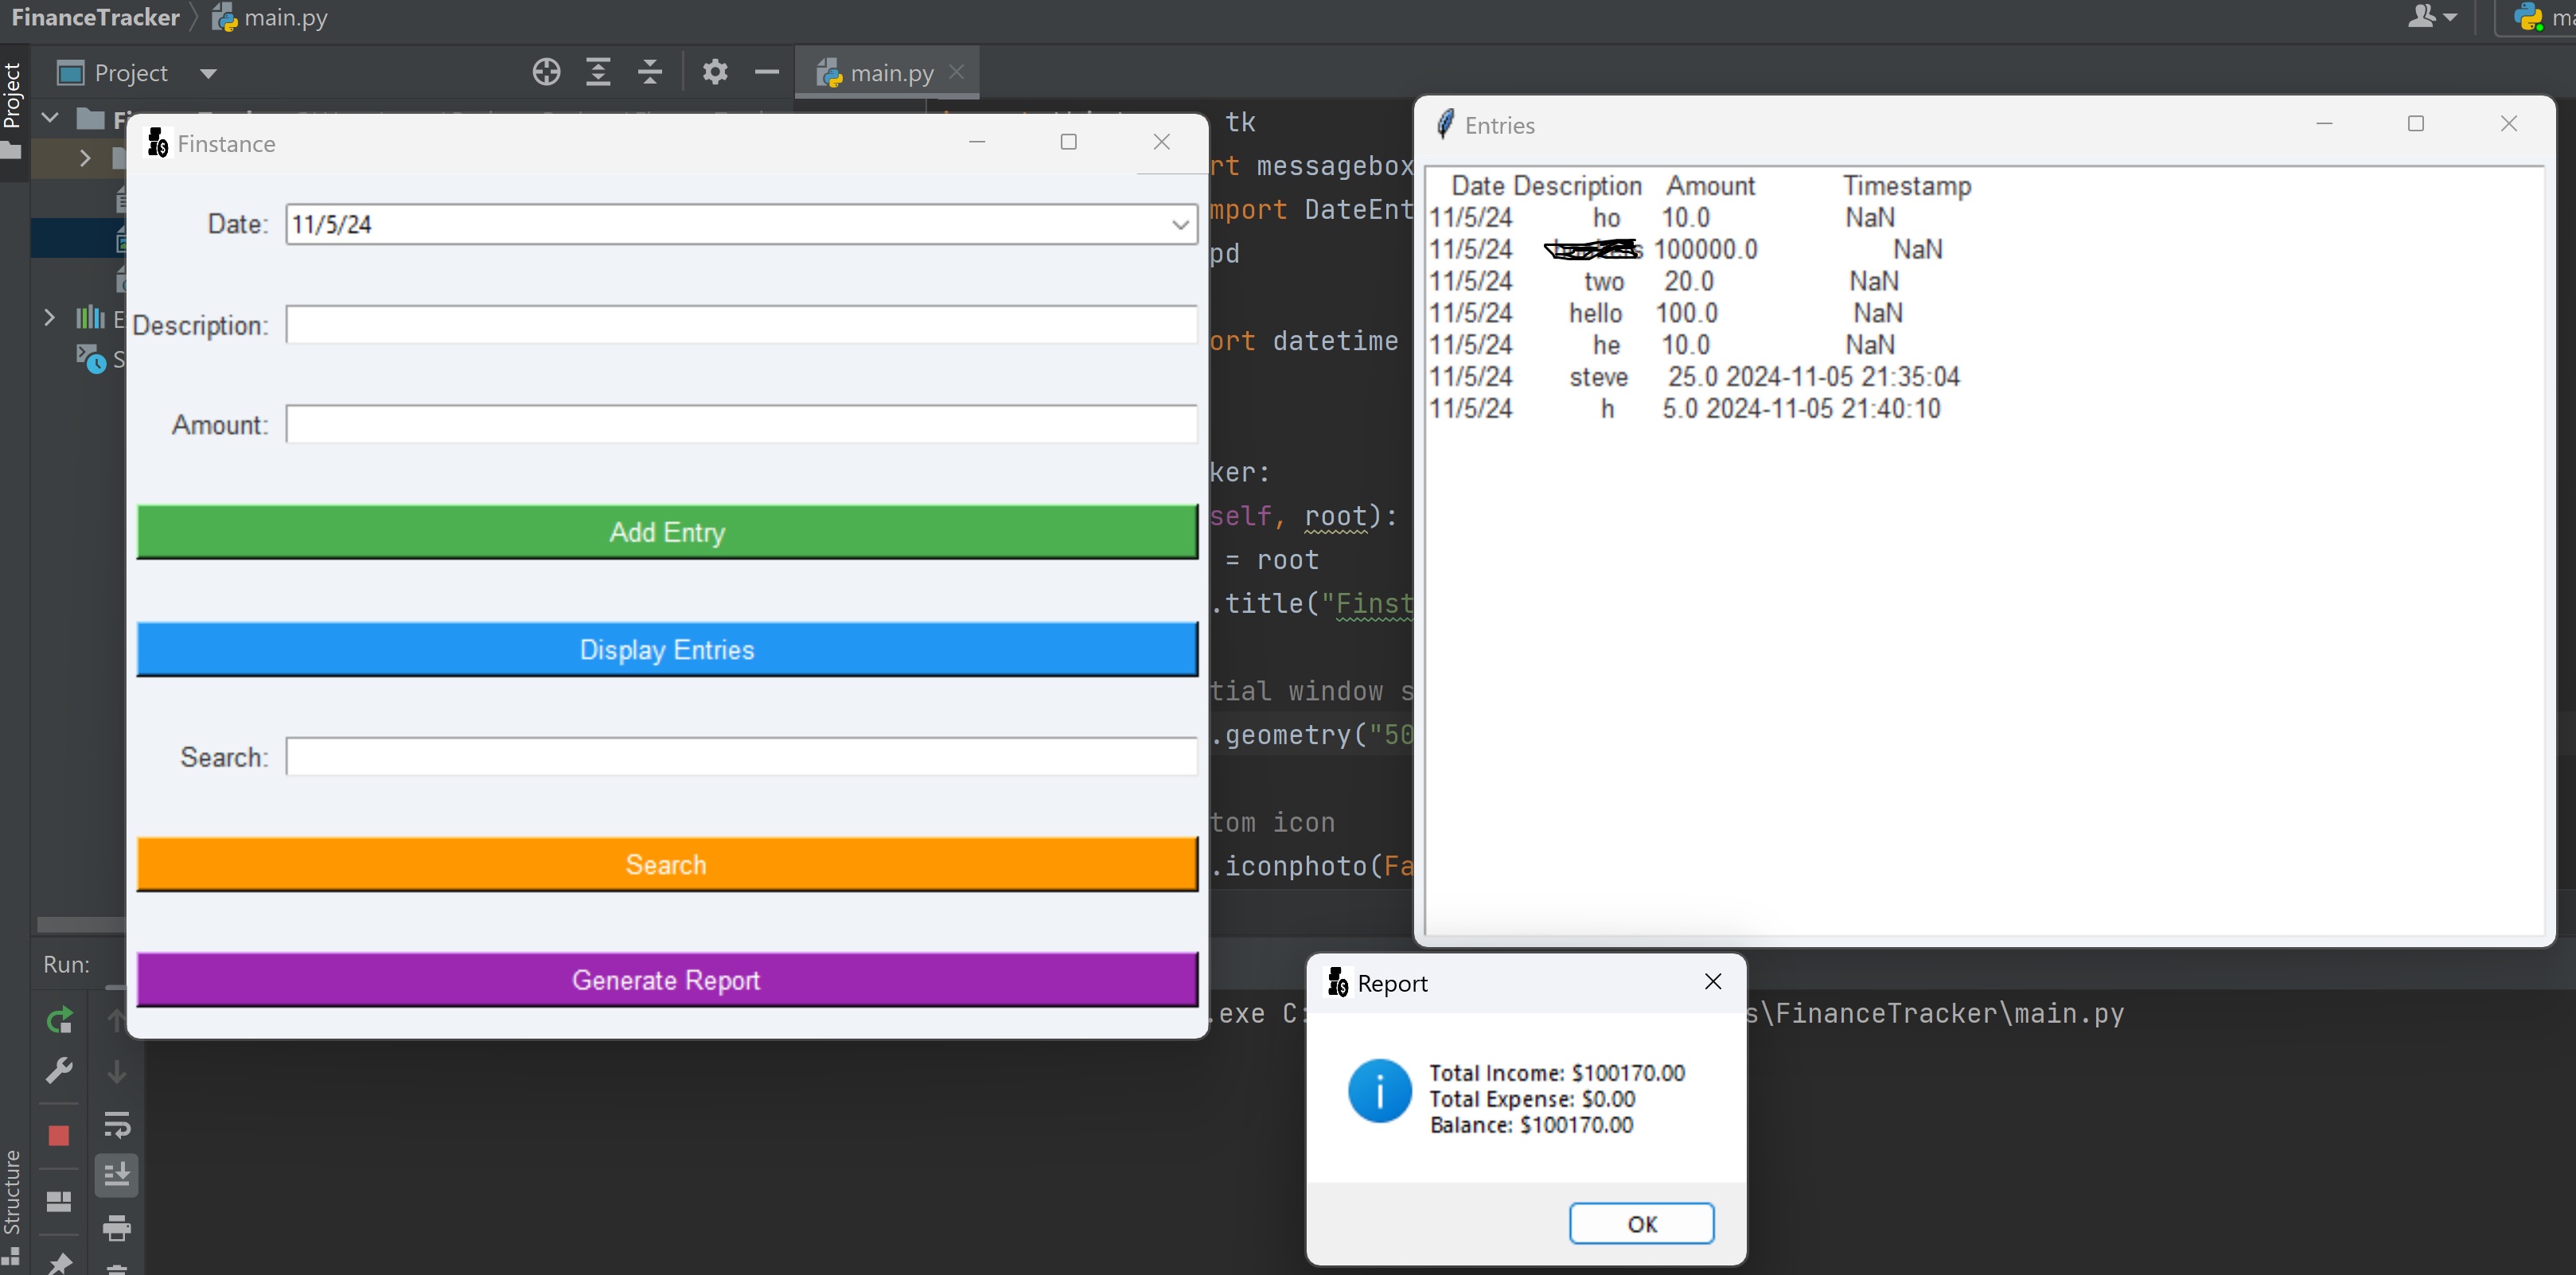 FinanceTracker main.py
Project
Project
main.py
Finstance
Date: 11/5/24
Description:
Amount:
Add Entry
Display Entries
Search:
Search
Generate Report
tk
rt messagebox
mport DateEnt
pd
ort datetime
ker:
self, root):
= root
.title("Finst
tial window s
.geometry("50
tom icon
.iconphoto(Fa
Entries
Date Description Amount Timestamp
11/5/24 ho 10.0 NaN
11/5/24 100000.0 NaN
11/5/24 two 20.0 NaN
11/5/24 hello 100.0 NaN
11/5/24 he 10.0 NaN
11/5/24 steve 25.0 2024-11-05 21:35:04
11/5/24 h 5.0 2024-11-05 21:40:10
Run:
.exe C: s\FinanceTracker\main.py
Report
Total Income: $100170.00
Total Expense: $0.00
Balance: $100170.00
OK
Structure